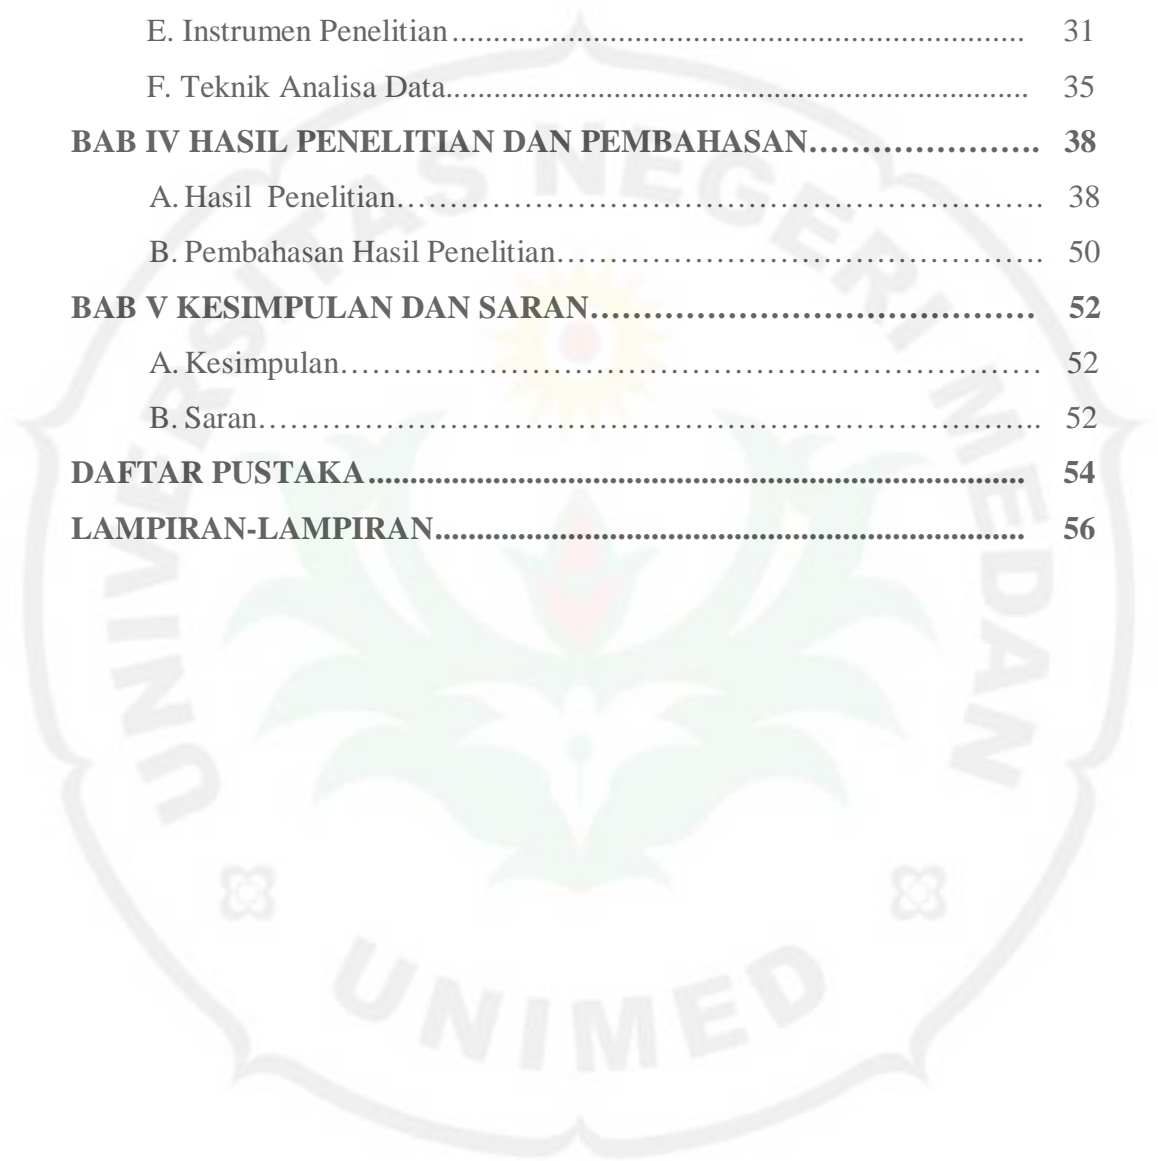 E. Instrumen Penelitian ..................................................................... 31
F. Teknik Analisa Data...................................................................... 35
BAB IV HASIL PENELITIAN DAN PEMBAHASAN…………………. 38
A. Hasil  Penelitian………………………………………………………. 38
B. Pembahasan Hasil Penelitian…………………………………………. 50
BAB V KESIMPULAN DAN SARAN…………………………………… 52
A. Kesimpulan…………………………………………………………… 52
B. Saran………………………………………………………………….. 52
DAFTAR PUSTAKA ................................................................................ 54
LAMPIRAN-LAMPIRAN ........................................................................ 56
UNIVERSITAS NEGERI MEDAN
UNIMED